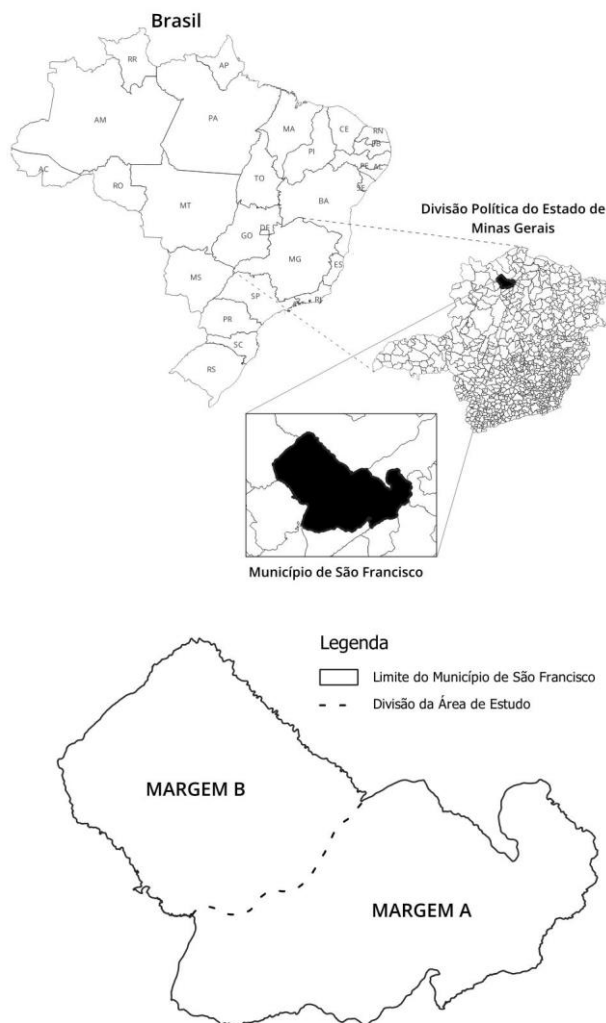 Brasil
RR
AP
AM
PA
MA
CE
RN
PB
PI
PE
AL
AC
SE
TO
RO
BA
MT
Divisão Política do Estado de
Minas Gerais
GO
DF
MG
ES
MS
SP
RJ
PR
SC
RS
Município de São Francisco
Legenda
Limite do Município de São Francisco
Divisão da Área de Estudo
MARGEM B
MARGEM A